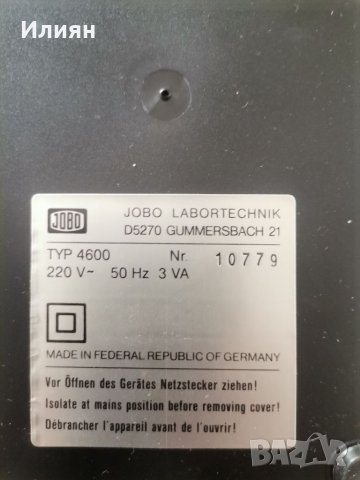 Илиян
JOBO
JOBO LABORTECHNIK
D5270 GUMMERSBACH 21
TYP 4600 Nr. 10779
220 V~ 50 Hz 3 VA
MADE IN FEDERAL REPUBLIC OF GERMANY
Vor Öffnen des Gerätes Netzstecker ziehen!
Isolate at mains position before removing cover!
Débrancher l'appareil avant de l'ouvrir!
BAZAR